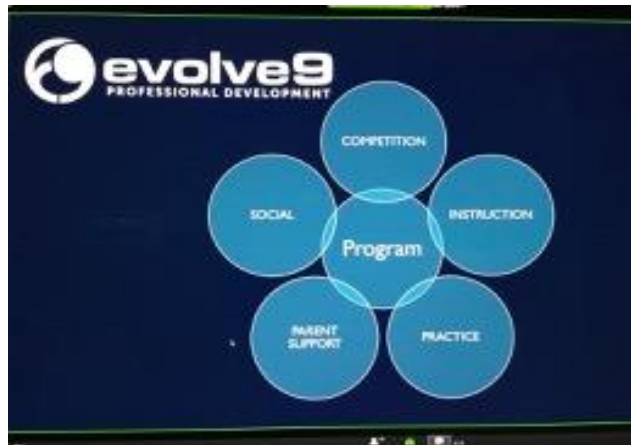 evolve9
PROFESSIONAL DEVELOPMENT
COMPETITION
SOCIAL
INSTRUCTION
Program
PARENT
SUPPORT
PRACTICE